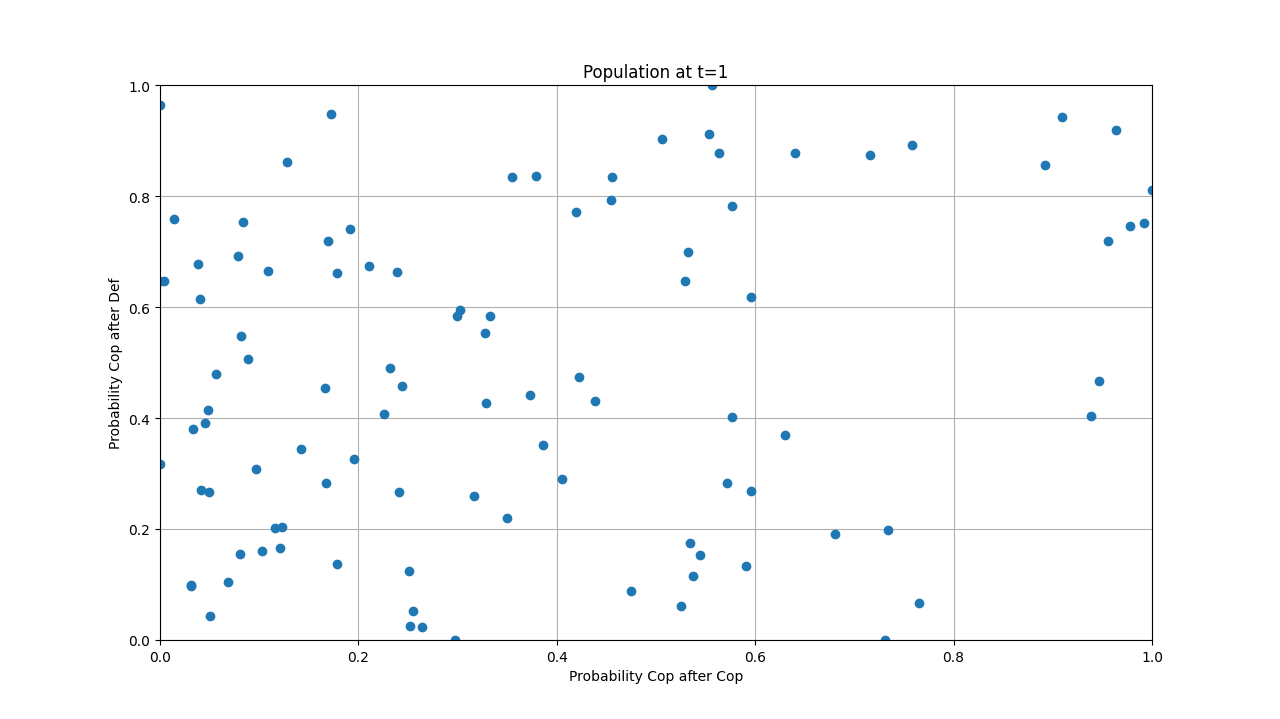 Population at t=1
Probability Cop after Def
1.0
0.8
0.6
0.4
0.2
0.0
0.0 0.2 0.4 0.6 0.8 1.0
Probability Cop after Cop